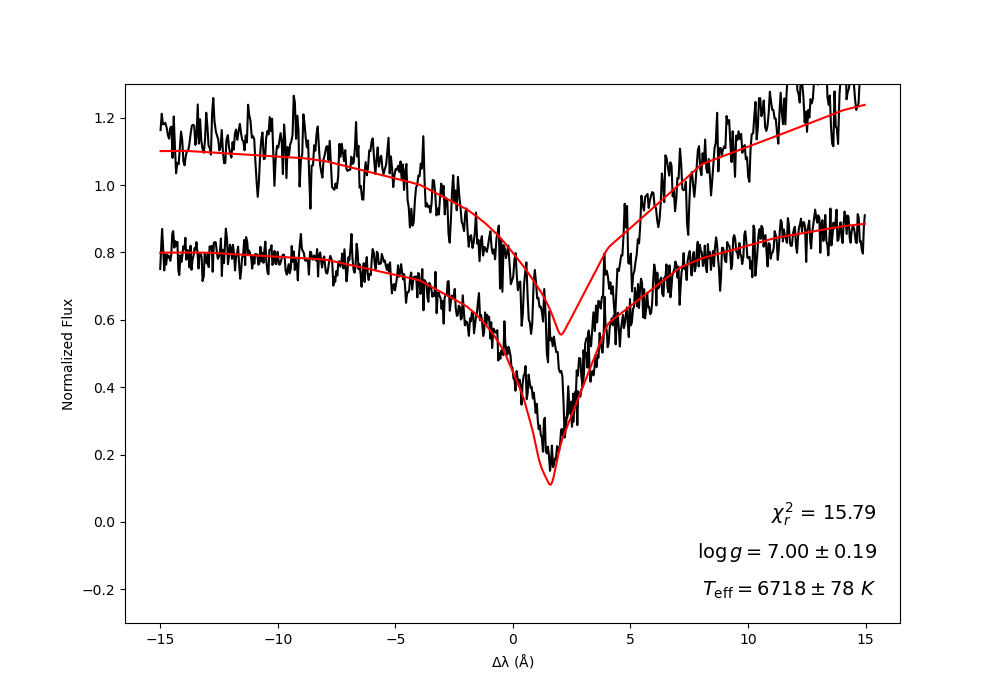 1.2
1.0
0.8
0.6
0.4
0.2
0.0
−0.2
Normalized Flux
χ²ᵣ = 15.79
log g = 7.00 ± 0.19
T_eff = 6718 ± 78 K
−15 −10 −5 0 5 10 15
Δλ (Å)